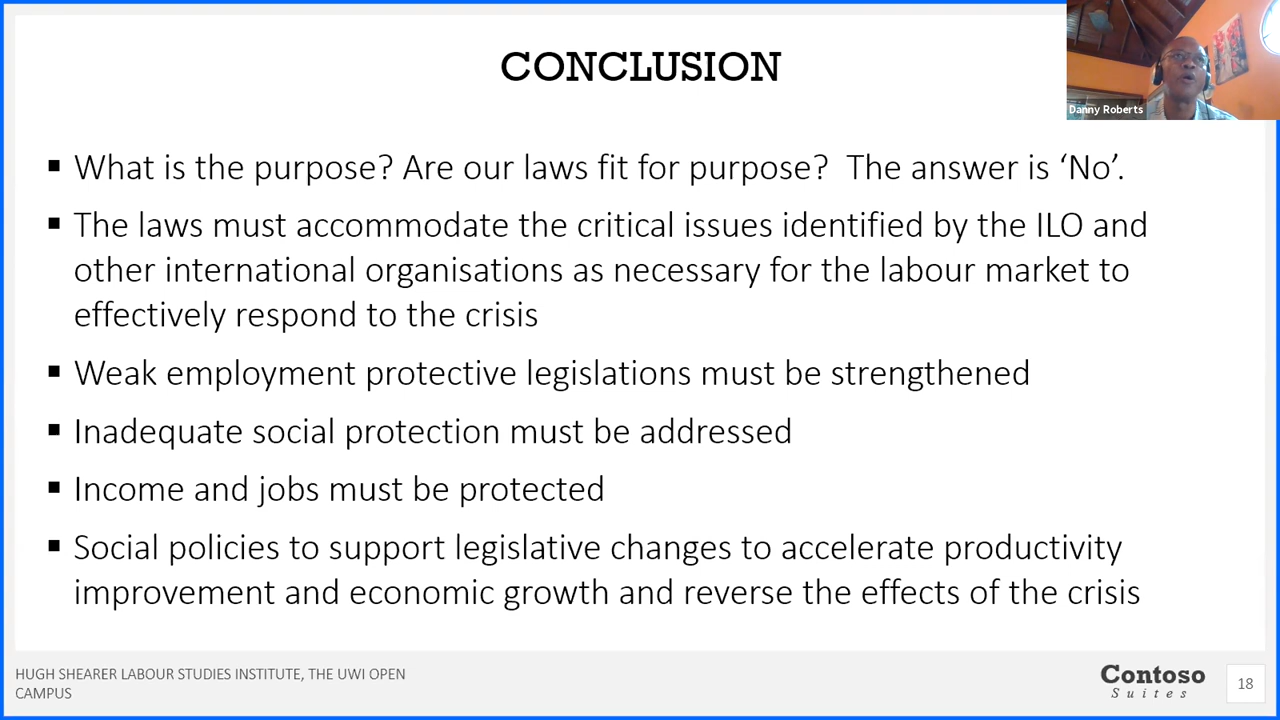 CONCLUSION
Danny Roberts
▪ What is the purpose? Are our laws fit for purpose?  The answer is ‘No’.
▪ The laws must accommodate the critical issues identified by the ILO and
other international organisations as necessary for the labour market to
effectively respond to the crisis
▪ Weak employment protective legislations must be strengthened
▪ Inadequate social protection must be addressed
▪ Income and jobs must be protected
▪ Social policies to support legislative changes to accelerate productivity
improvement and economic growth and reverse the effects of the crisis
HUGH SHEARER LABOUR STUDIES INSTITUTE, THE UWI OPEN
CAMPUS
Contoso
Suites
18